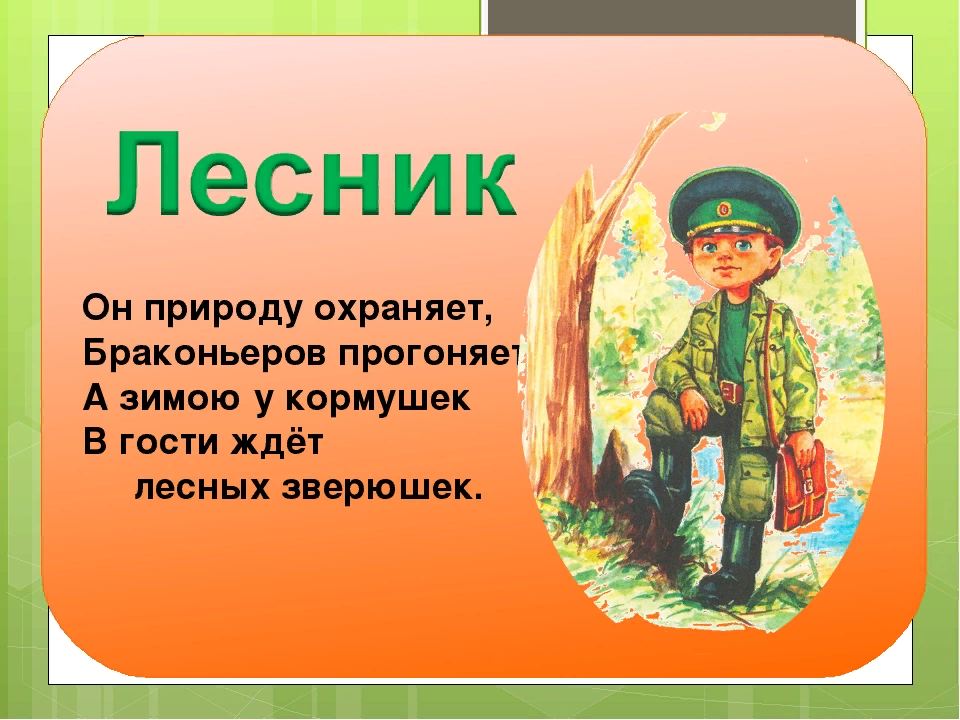 Лесник
Он природу охраняет,
Браконьеров прогоняет
А зимою у кормушек
В гости ждёт
лесных зверюшек.